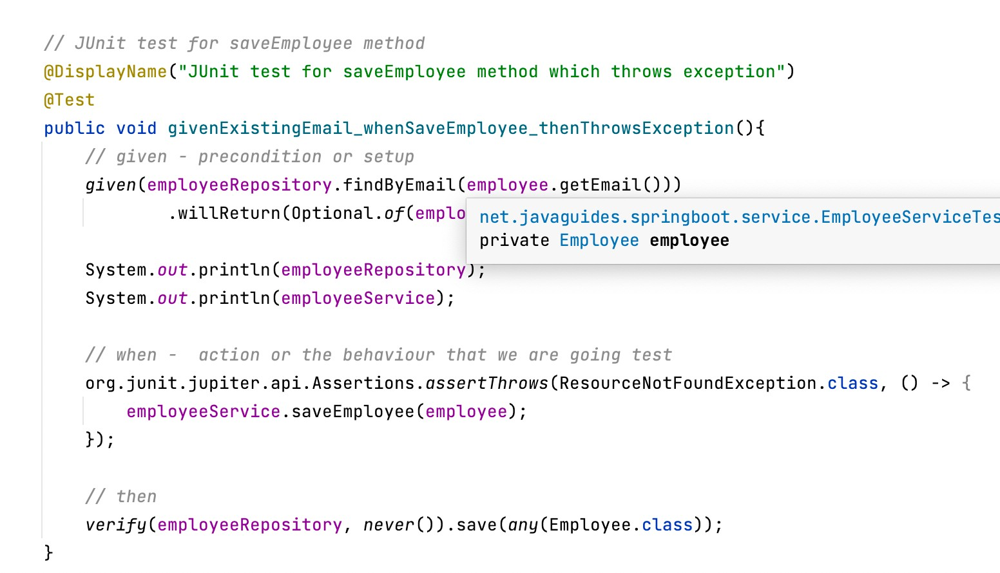 // JUnit test for saveEmployee method
@DisplayName("JUnit test for saveEmployee method which throws exception")
@Test
public void givenExistingEmail_whenSaveEmployee_thenThrowsException(){
// given - precondition or setup
given(employeeRepository.findByEmail(employee.getEmail()))
.willReturn(Optional.of(emplo
net.javaguides.springboot.service.EmployeeServiceTes
private Employee employee
System.out.println(employeeRepository);
System.out.println(employeeService);
// when -  action or the behaviour that we are going test
org.junit.jupiter.api.Assertions.assertThrows(ResourceNotFoundException.class, () -> {
employeeService.saveEmployee(employee);
});
// then
verify(employeeRepository, never()).save(any(Employee.class));
}